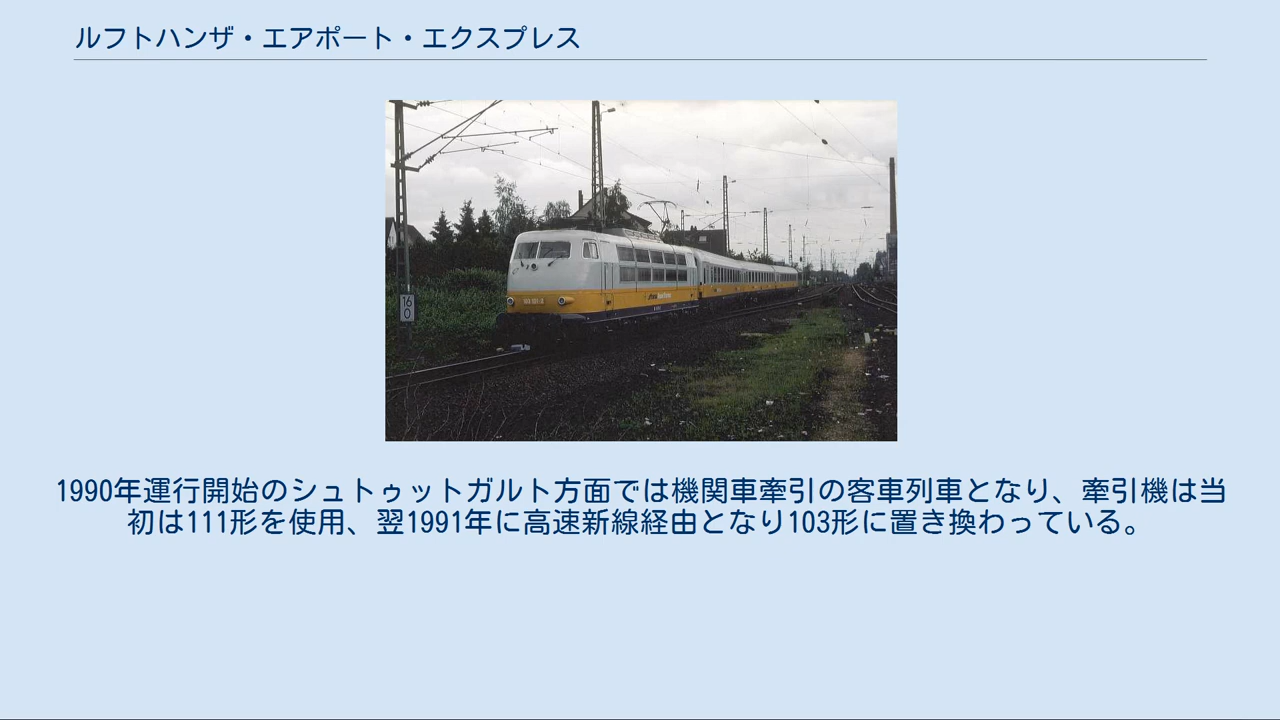 ルフトハンザ・エアポート・エクスプレス
16
0
1990年運行開始のシュトゥットガルト方面では機関車牽引の客車列車となり、牽引機は当
初は111形を使用、翌1991年に高速新線経由となり103形に置き換わっている。